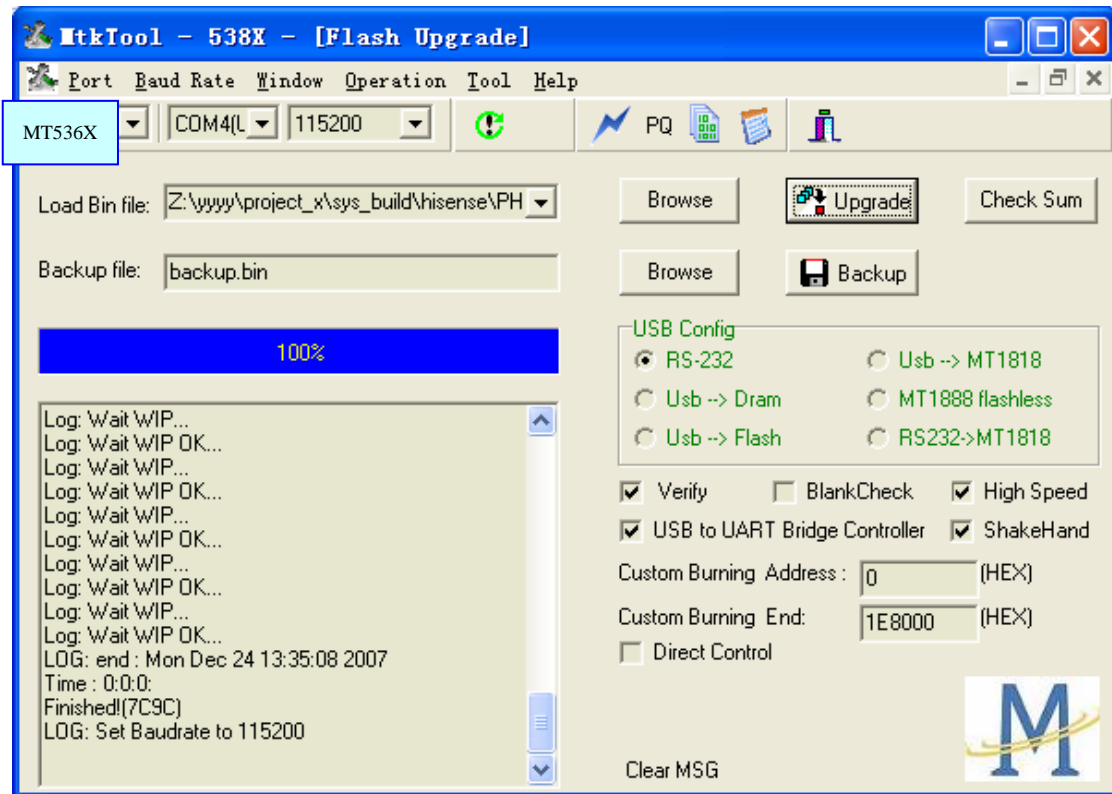 MtkTool - 538X - [Flash Upgrade]
Port Baud Rate Window Operation Tool Help
MT536X
COM4(L 115200 PQ
Load Bin file: Z:\yyyy\project_x\sys_build\hisense\PH Browse Upgrade Check Sum
Backup file: backup.bin Browse Backup
100%
USB Config
RS-232 Usb --> MT1818
Usb --> Dram MT1888 flashless
Usb --> Flash RS232->MT1818
Verify BlankCheck High Speed
USB to UART Bridge Controller ShakeHand
Custom Burning Address : 0 (HEX)
Custom Burning End: 1E8000 (HEX)
Direct Control
Log: Wait WIP...
Log: Wait WIP OK...
Log: Wait WIP...
Log: Wait WIP OK...
Log: Wait WIP...
Log: Wait WIP OK...
Log: Wait WIP...
Log: Wait WIP OK...
Log: Wait WIP...
Log: Wait WIP OK...
LOG: end : Mon Dec 24 13:35:08 2007
Time : 0:0:0:
Finished!(7C9C)
LOG: Set Baudrate to 115200
Clear MSG
M